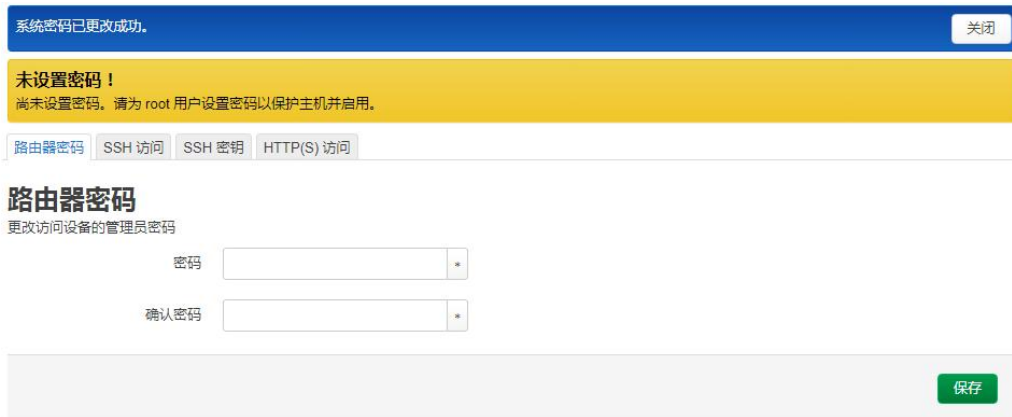 系统密码已更改成功。
关闭
未设置密码！
尚未设置密码。请为 root 用户设置密码以保护主机并启用。
路由器密码 SSH 访问 SSH 密钥 HTTP(S) 访问
路由器密码
更改访问设备的管理员密码
密码 *
确认密码 *
保存